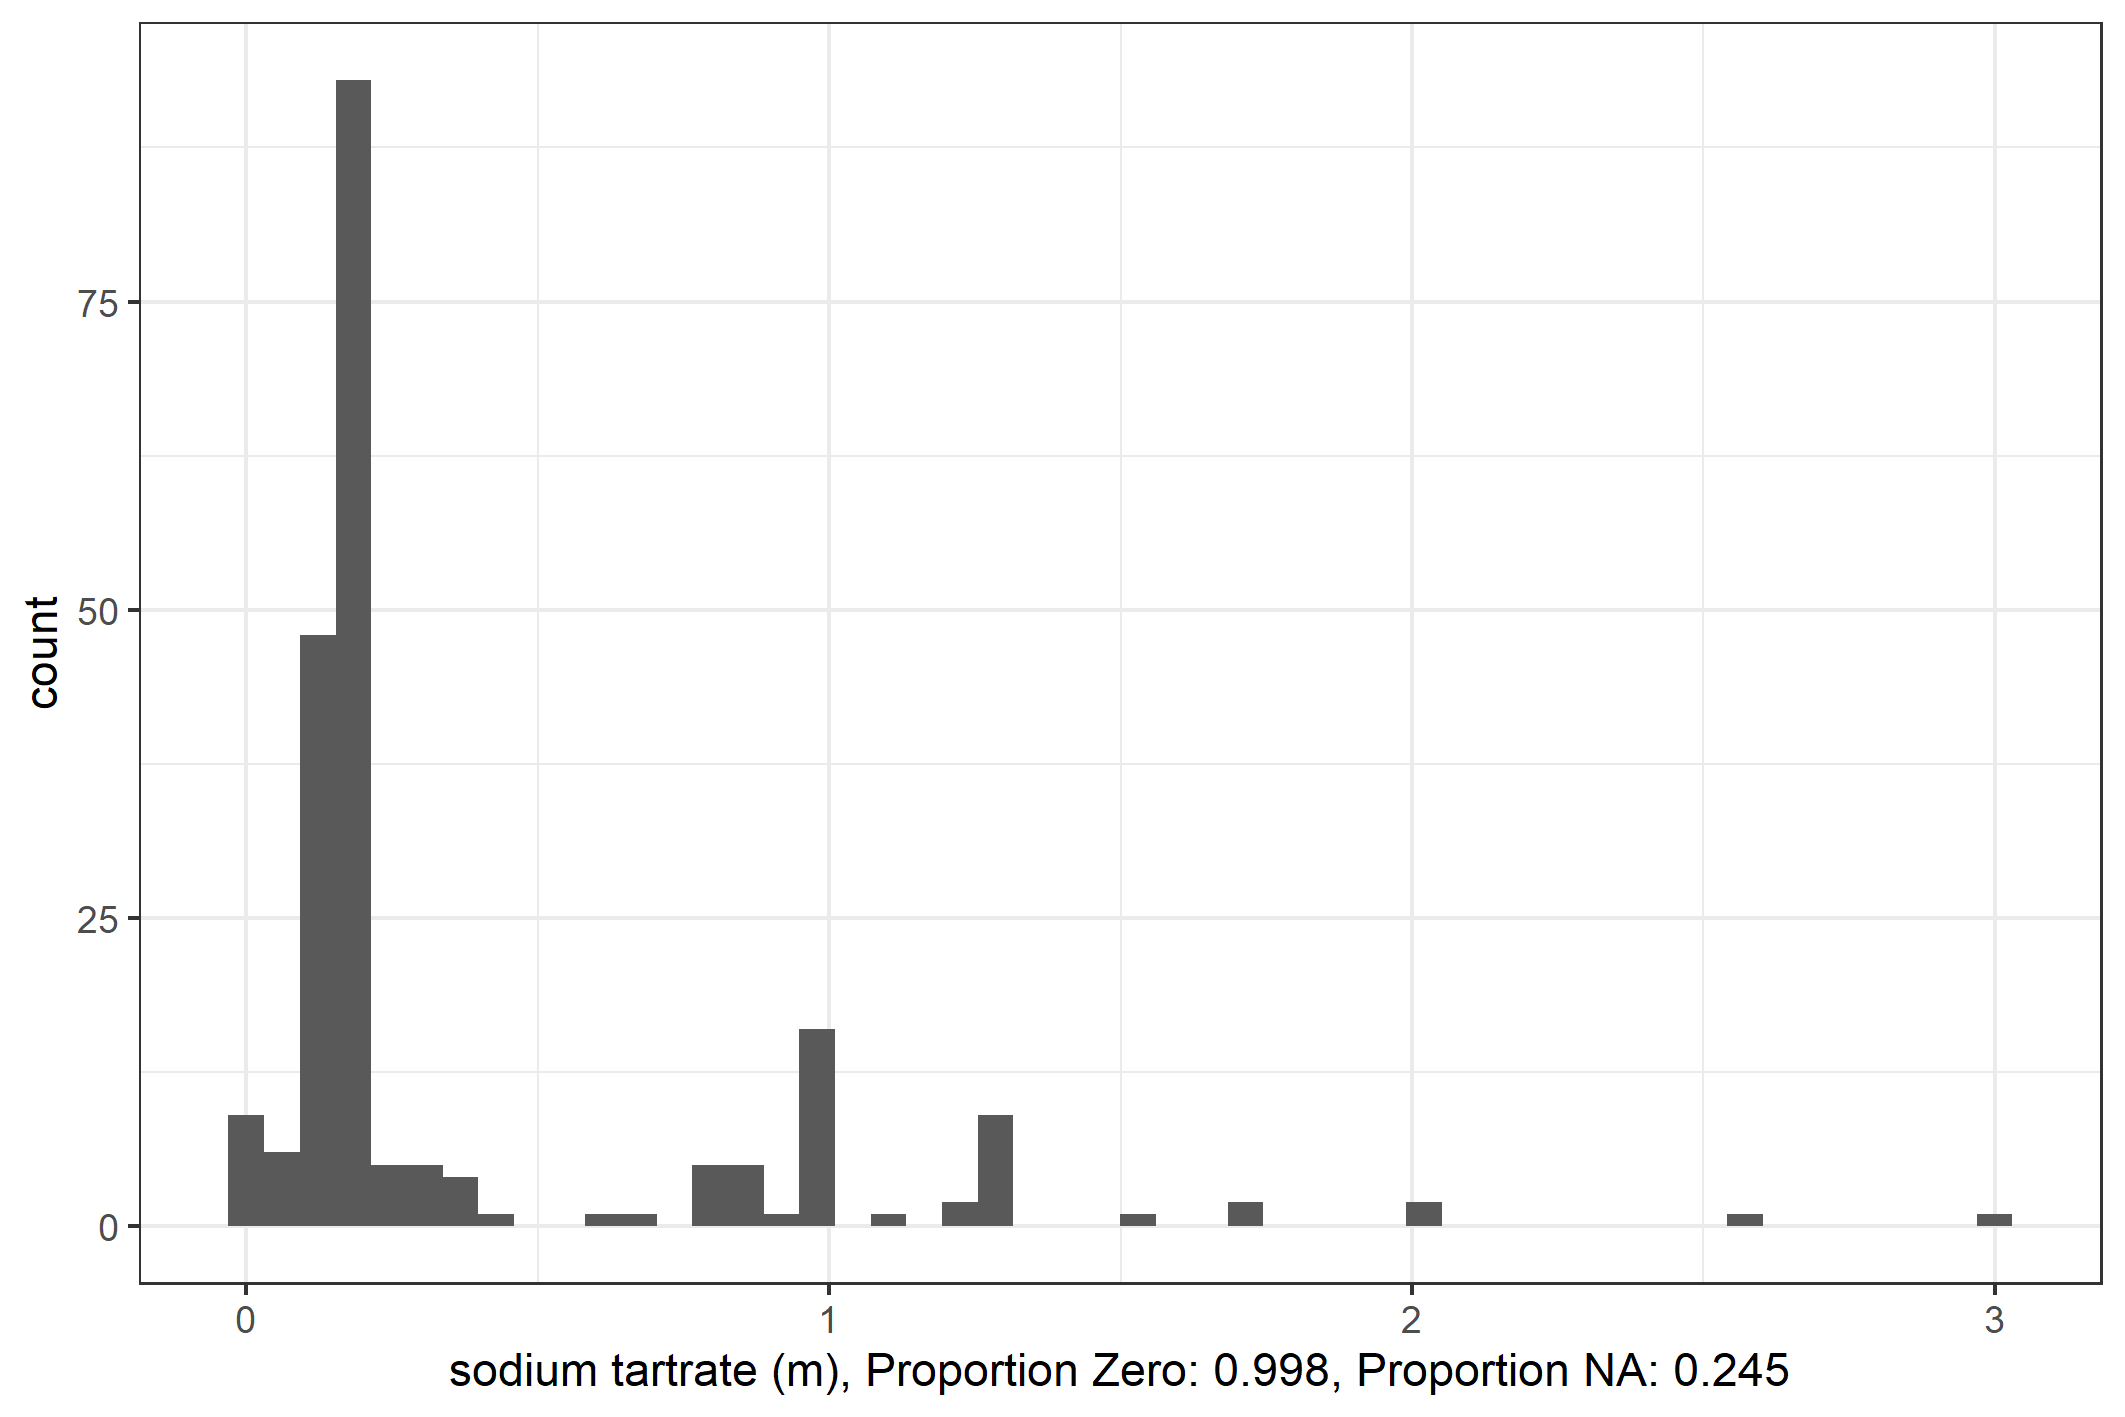 count
75
50
25
0
0 1 2 3
sodium tartrate (m), Proportion Zero: 0.998, Proportion NA: 0.245